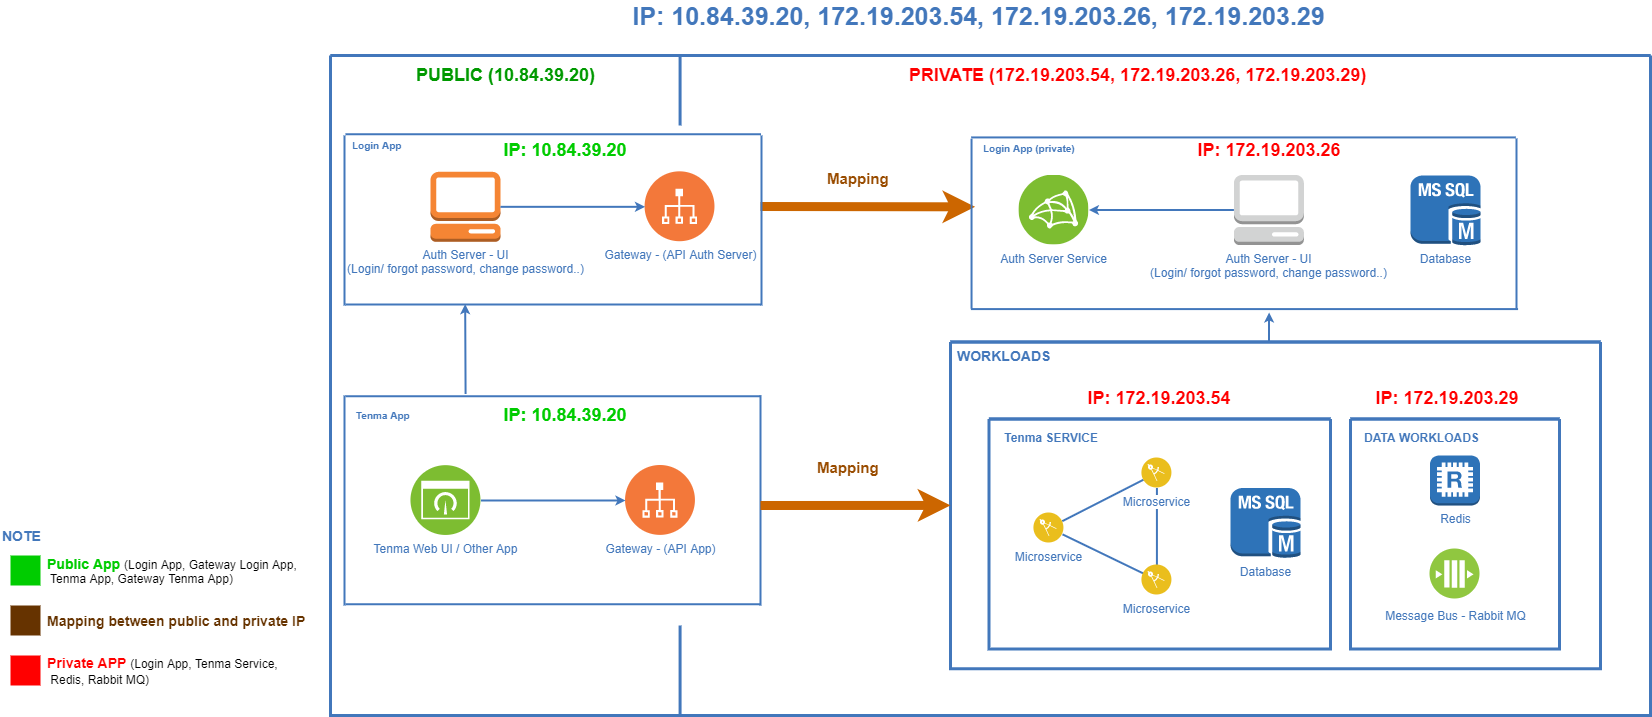 IP: 10.84.39.20, 172.19.203.54, 172.19.203.26, 172.19.203.29
PUBLIC (10.84.39.20)
PRIVATE (172.19.203.54, 172.19.203.26, 172.19.203.29)
Login App
IP: 10.84.39.20
Auth Server - UI
(Login/ forgot password, change password..)
Gateway - (API Auth Server)
Mapping
Login App (private)
IP: 172.19.203.26
Auth Server Service
Auth Server - UI
(Login/ forgot password, change password..)
MS SQL
M
Database
Tenma App
IP: 10.84.39.20
Tenma Web UI / Other App
Gateway - (API App)
Mapping
WORKLOADS
IP: 172.19.203.54
Tenma SERVICE
Microservice
Microservice
Microservice
MS SQL
M
Database
IP: 172.19.203.29
DATA WORKLOADS
R
Redis
Message Bus - Rabbit MQ
NOTE
Public App (Login App, Gateway Login App,
Tenma App, Gateway Tenma App)
Mapping between public and private IP
Private APP (Login App, Tenma Service,
Redis, Rabbit MQ)